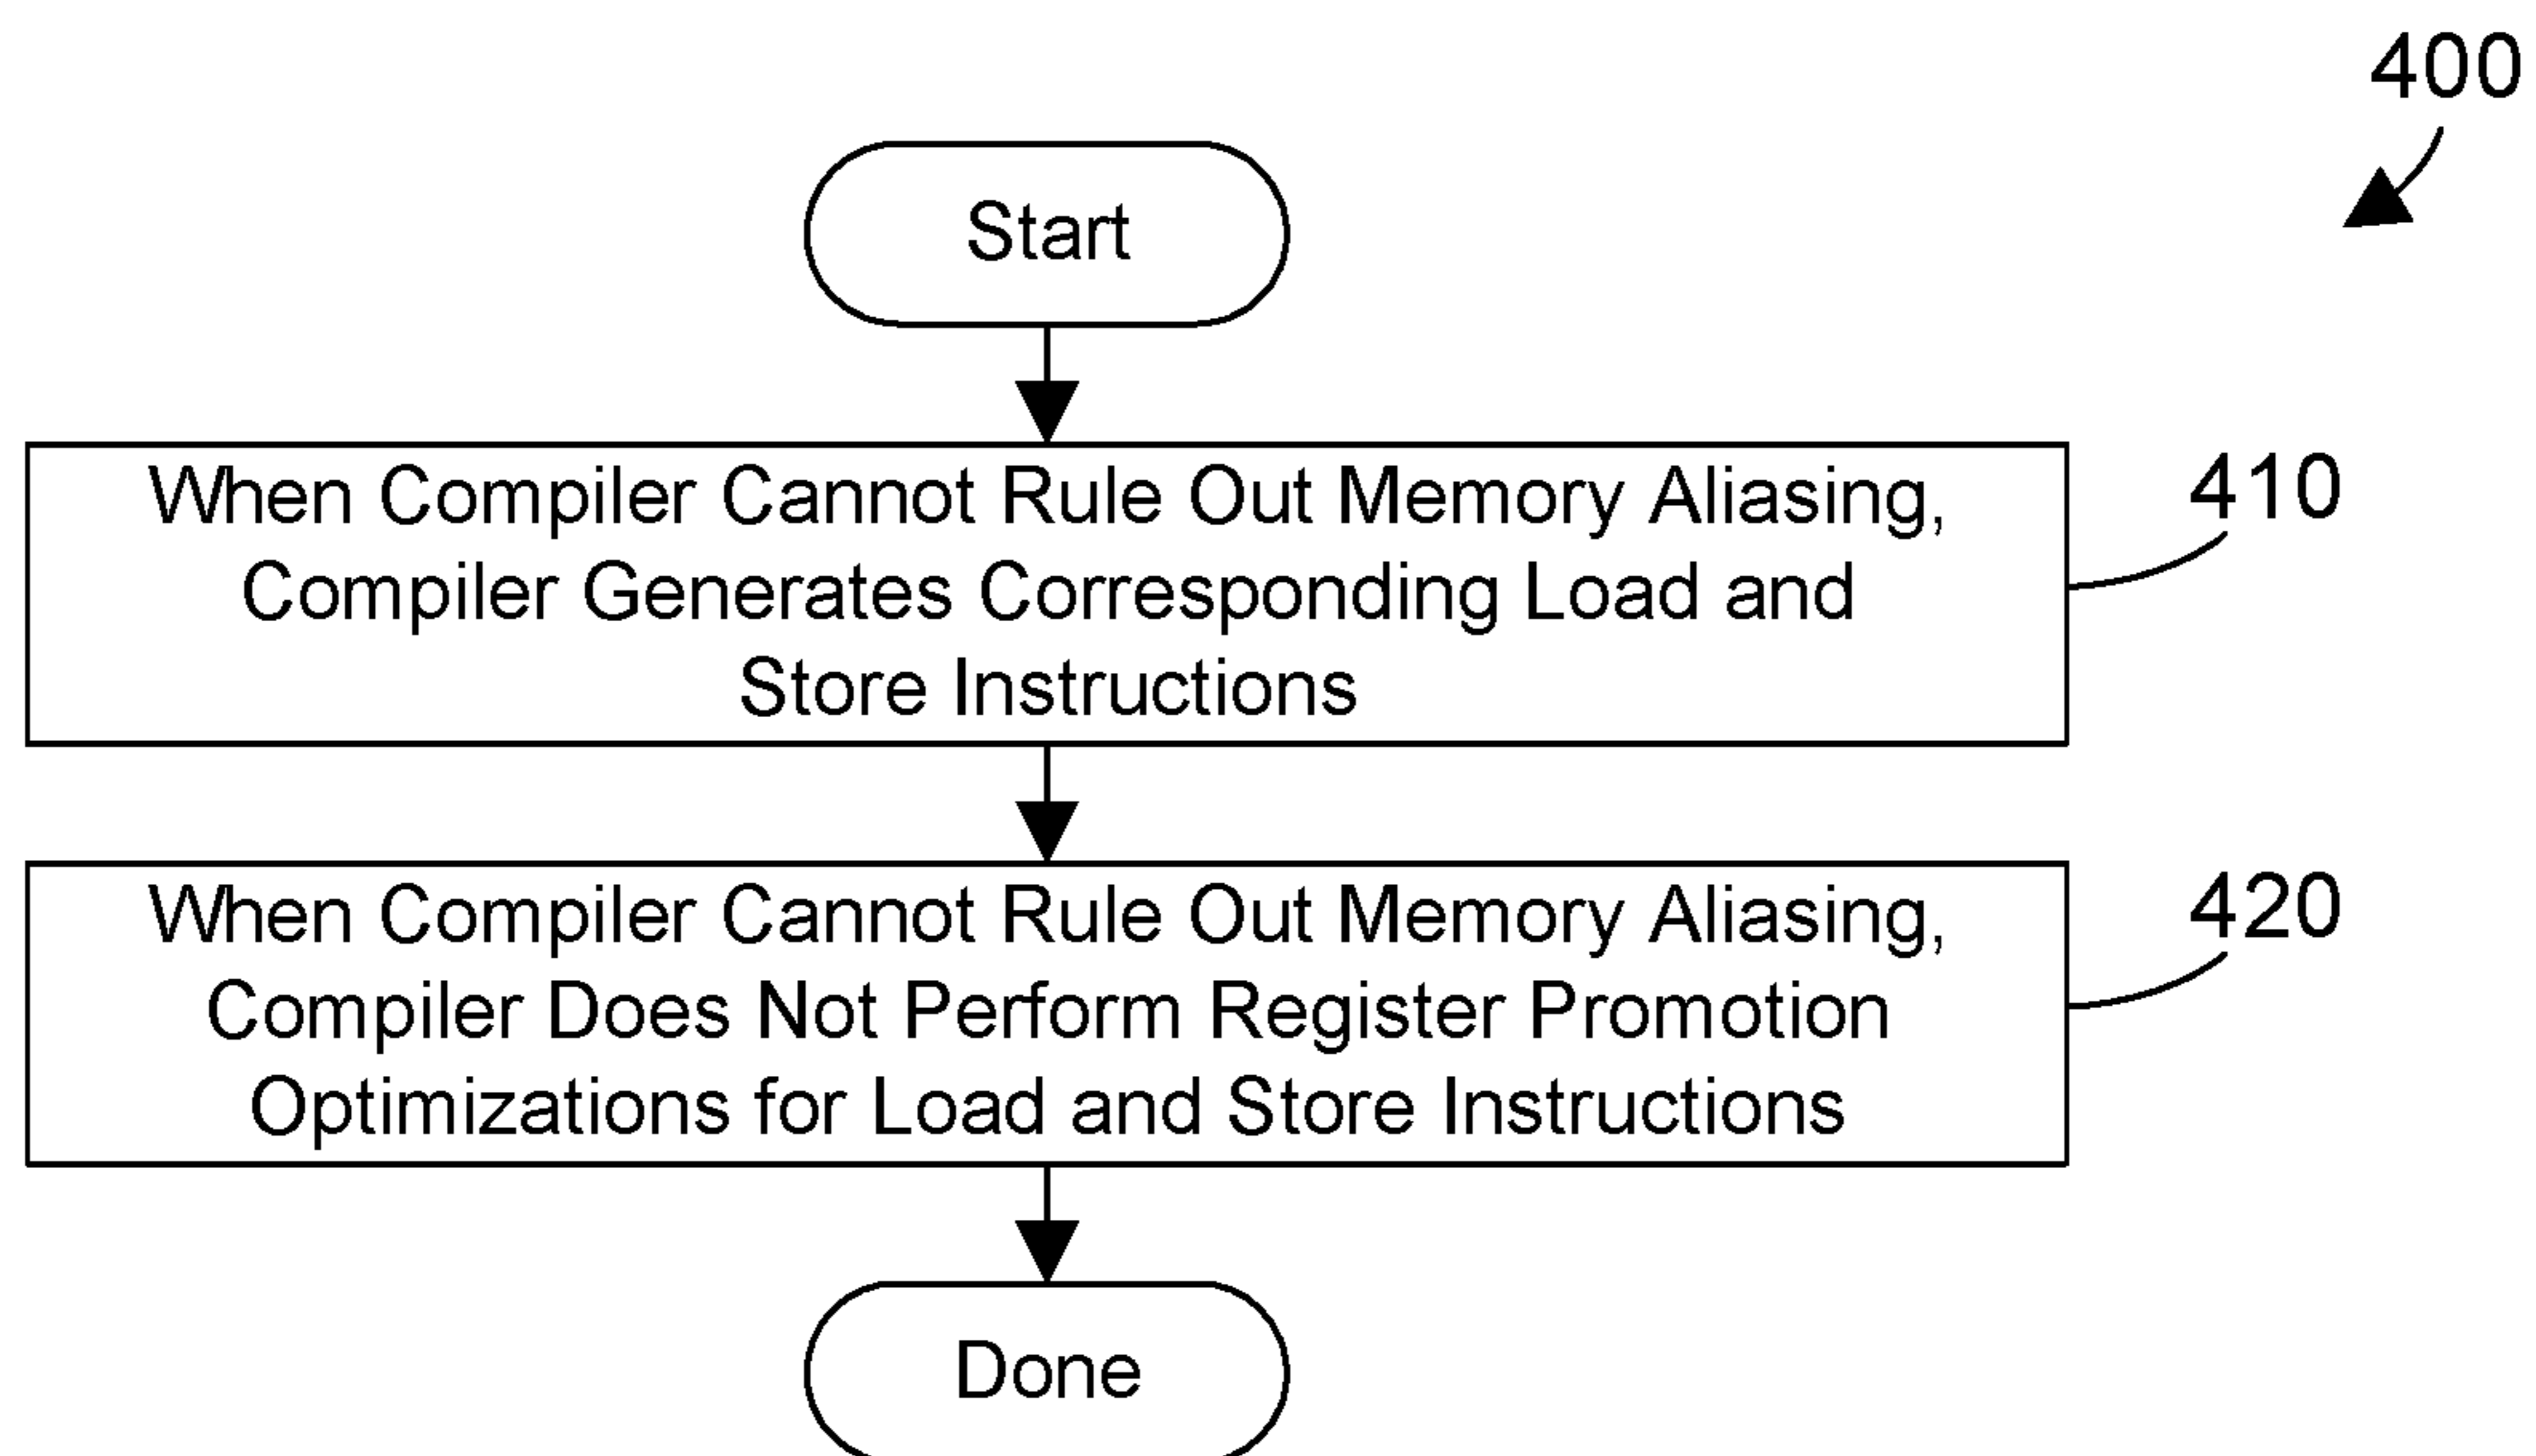 400
Start
When Compiler Cannot Rule Out Memory Aliasing,
Compiler Generates Corresponding Load and
Store Instructions
410
When Compiler Cannot Rule Out Memory Aliasing,
Compiler Does Not Perform Register Promotion
Optimizations for Load and Store Instructions
420
Done